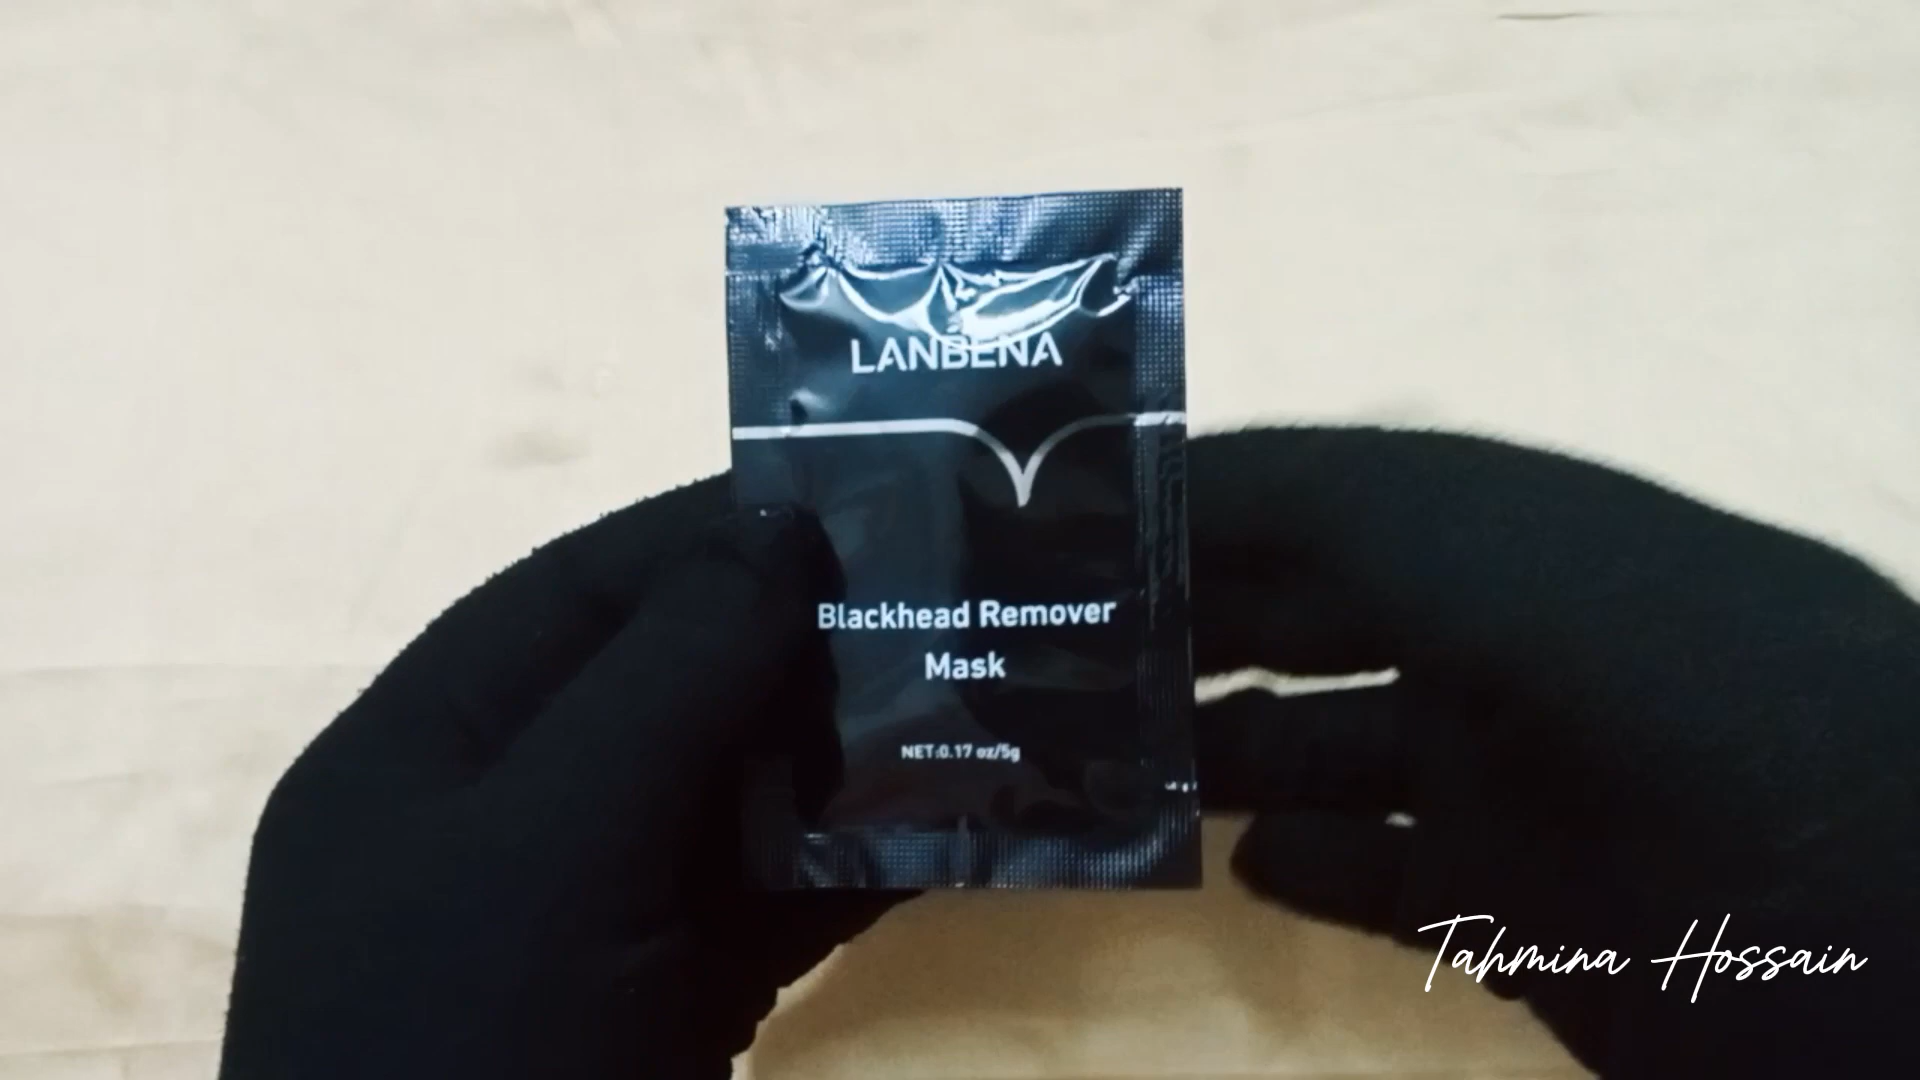 LANBENA
Blackhead Remover
Mask
NET:0.17 oz/5g
Tahmina Hossain